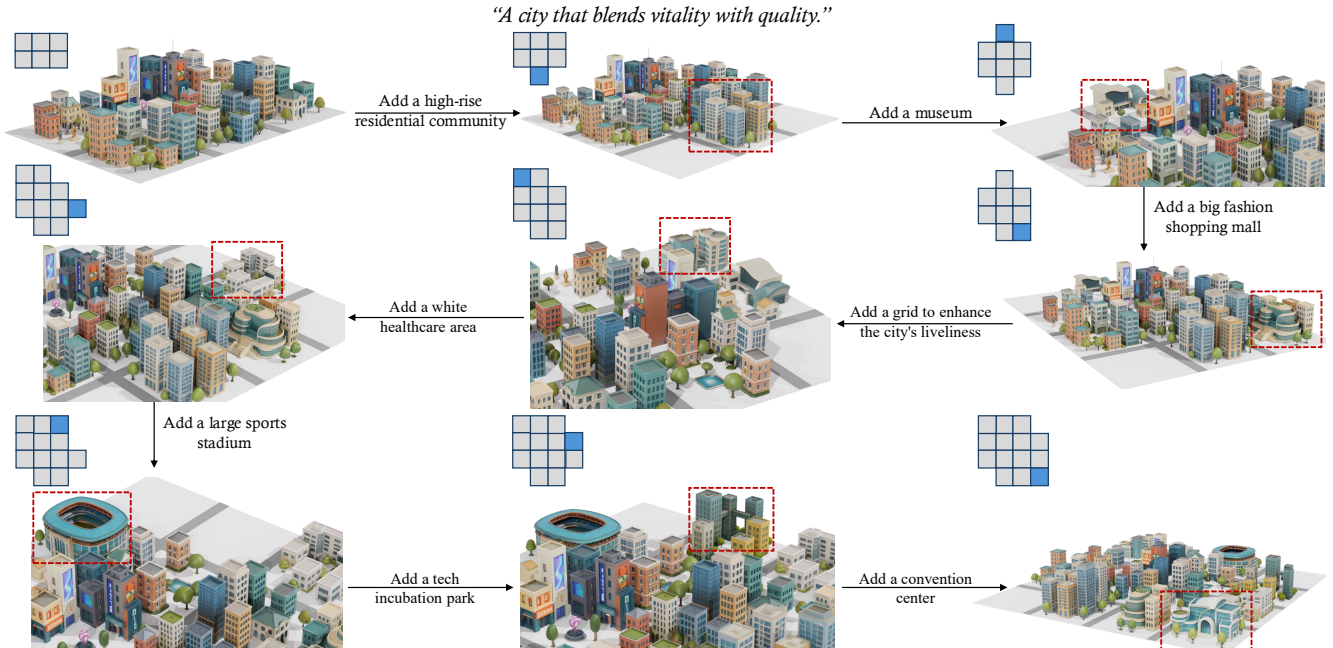 “A city that blends vitality with quality.”
Add a high-rise
residential community
Add a museum
Add a big fashion
shopping mall
Add a grid to enhance
the city's liveliness
Add a white
healthcare area
Add a large sports
stadium
Add a tech
incubation park
Add a convention
center